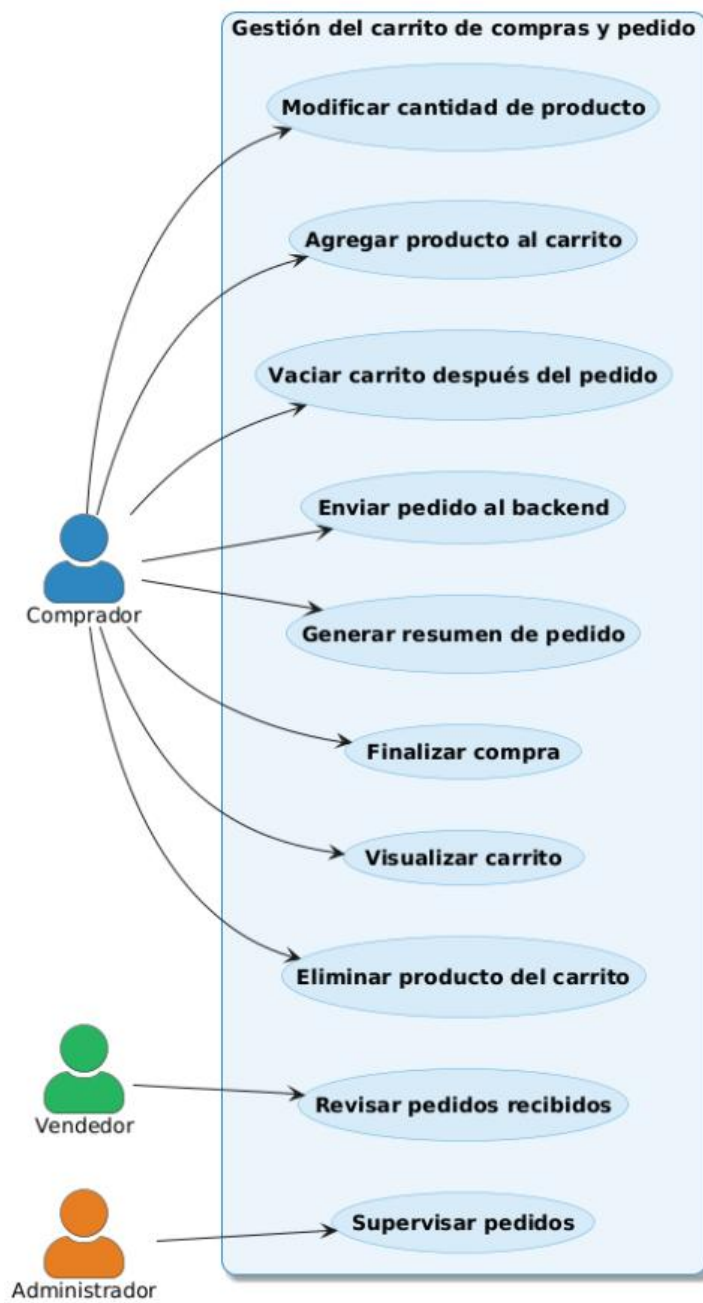 Gestión del carrito de compras y pedido
Modificar cantidad de producto
Agregar producto al carrito
Vaciar carrito después del pedido
Enviar pedido al backend
Comprador
Generar resumen de pedido
Finalizar compra
Visualizar carrito
Eliminar producto del carrito
Revisar pedidos recibidos
Vendedor
Supervisar pedidos
Administrador